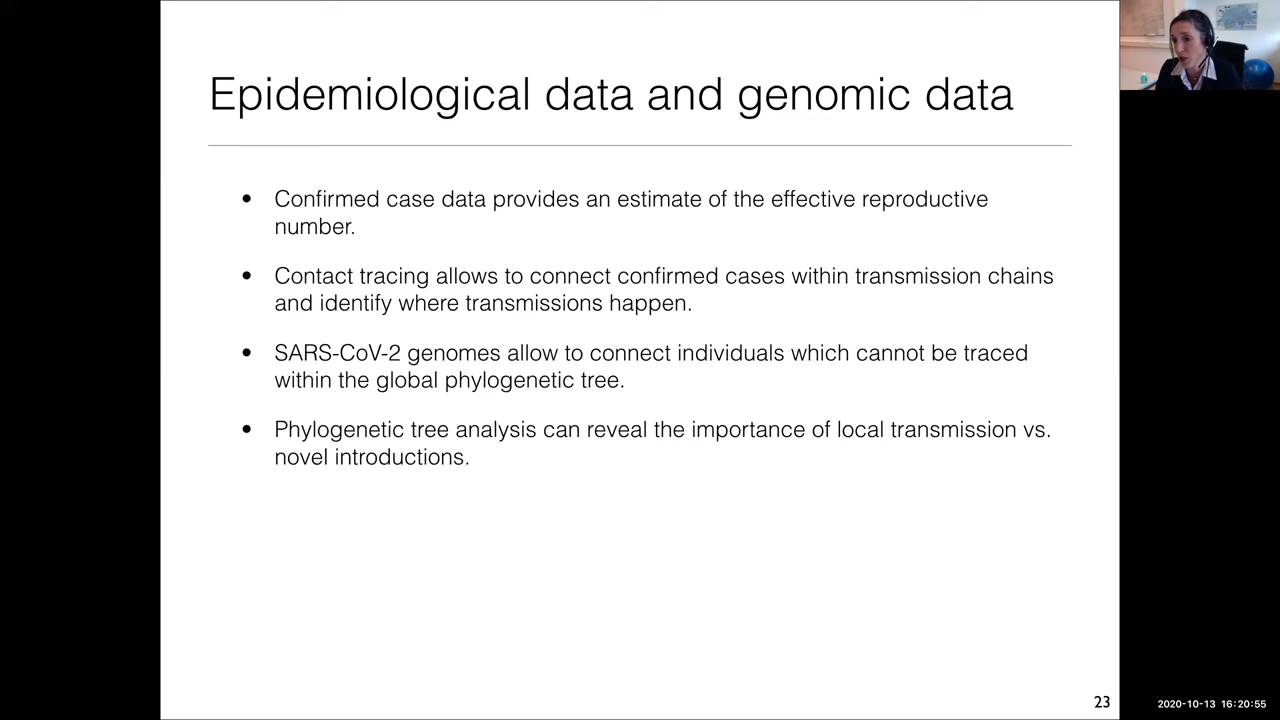 Epidemiological data and genomic data
• Confirmed case data provides an estimate of the effective reproductive
number.
• Contact tracing allows to connect confirmed cases within transmission chains
and identify where transmissions happen.
• SARS-CoV-2 genomes allow to connect individuals which cannot be traced
within the global phylogenetic tree.
• Phylogenetic tree analysis can reveal the importance of local transmission vs.
novel introductions.
23
2020-10-13 16:20:55